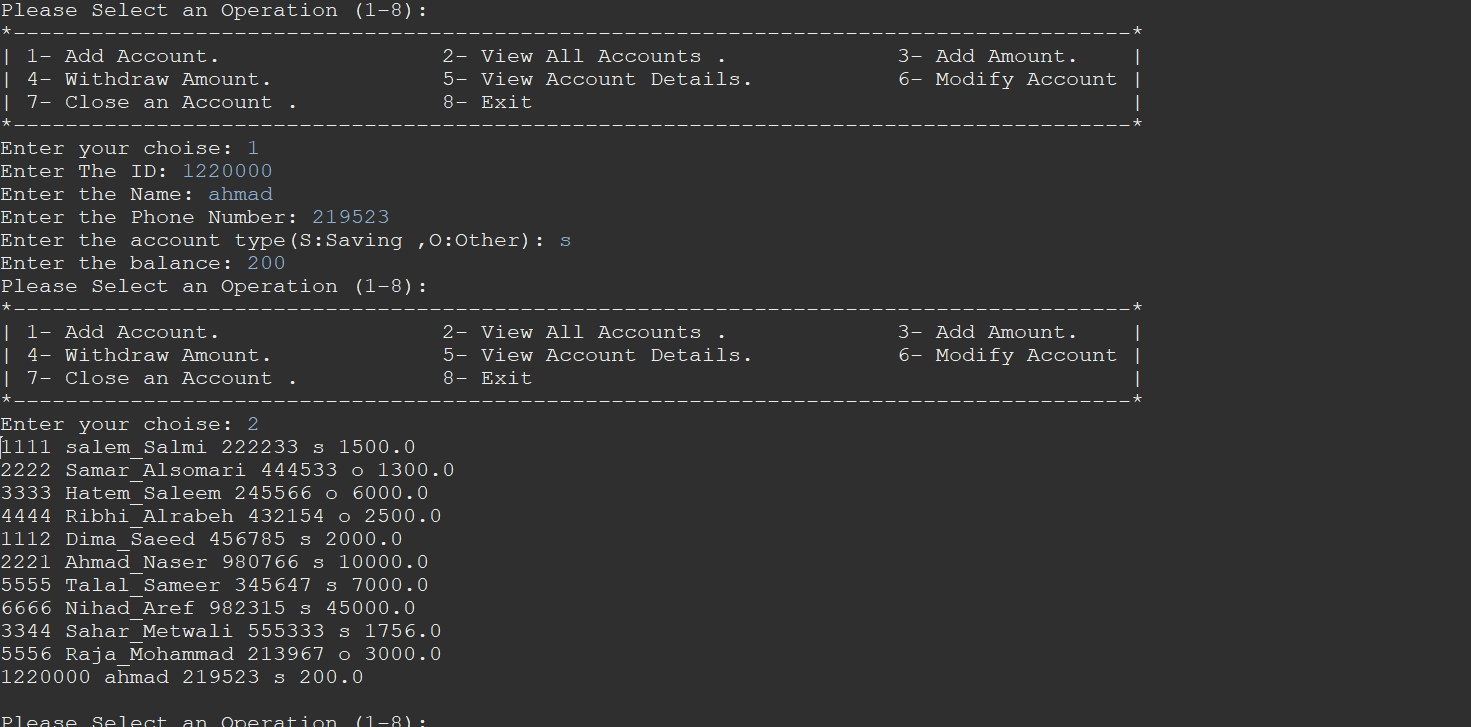 Please Select an Operation (1-8):
*--------------------------------------------------------------------------------------*
| 1- Add Account.                 2- View All Accounts .             3- Add Amount.    |
| 4- Withdraw Amount.             5- View Account Details.           6- Modify Account |
| 7- Close an Account .           8- Exit                                              |
*--------------------------------------------------------------------------------------*
Enter your choise: 1
Enter The ID: 1220000
Enter the Name: ahmad
Enter the Phone Number: 219523
Enter the account type(S:Saving ,O:Other): s
Enter the balance: 200
Please Select an Operation (1-8):
*--------------------------------------------------------------------------------------*
| 1- Add Account.                 2- View All Accounts .             3- Add Amount.    |
| 4- Withdraw Amount.             5- View Account Details.           6- Modify Account |
| 7- Close an Account .           8- Exit                                              |
*--------------------------------------------------------------------------------------*
Enter your choise: 2
1111 salem_Salmi 222233 s 1500.0
2222 Samar_Alsomari 444533 o 1300.0
3333 Hatem_Saleem 245566 o 6000.0
4444 Ribhi_Alrabeh 432154 o 2500.0
1112 Dima_Saeed 456785 s 2000.0
2221 Ahmad_Naser 980766 s 10000.0
5555 Talal_Sameer 345647 s 7000.0
6666 Nihad_Aref 982315 s 45000.0
3344 Sahar_Metwali 555333 s 1756.0
5556 Raja_Mohammad 213967 o 3000.0
1220000 ahmad 219523 s 200.0
Please Select an Operation (1-8):